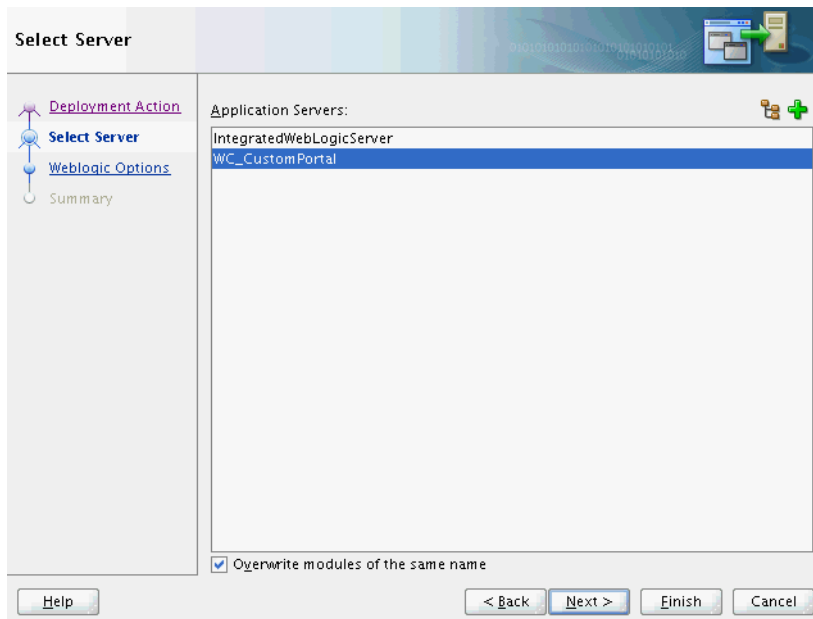 Select Server
Deployment Action
Select Server
Weblogic Options
Summary
Application Servers:
IntegratedWebLogicServer
WC_CustomPortal
Overwrite modules of the same name
Help
< Back
Next >
Finish
Cancel